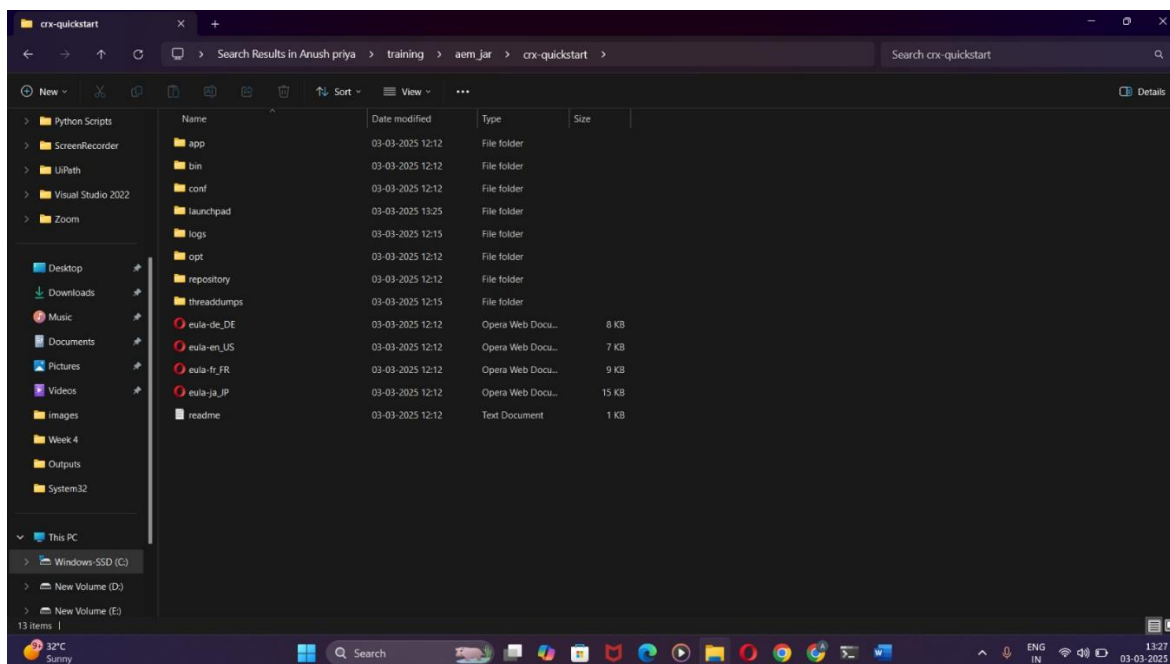 crx-quickstart
Search Results in Anush priya > training > aem_jar > crx-quickstart >
Search crx-quickstart
New
Sort
View
Details
Python Scripts
ScreenRecorder
UiPath
Visual Studio 2022
Zoom
Desktop
Downloads
Music
Documents
Pictures
Videos
images
Week 4
Outputs
System32
This PC
Windows-SSD (C:)
New Volume (D:)
New Volume (E:)
Name Date modified Type Size
app 03-03-2025 12:12 File folder
bin 03-03-2025 12:12 File folder
conf 03-03-2025 12:12 File folder
launchpad 03-03-2025 13:25 File folder
logs 03-03-2025 12:15 File folder
opt 03-03-2025 12:12 File folder
repository 03-03-2025 12:12 File folder
threaddumps 03-03-2025 12:15 File folder
eula-de_DE 03-03-2025 12:12 Opera Web Docu... 8 KB
eula-en_US 03-03-2025 12:12 Opera Web Docu... 7 KB
eula-fr_FR 03-03-2025 12:12 Opera Web Docu... 9 KB
eula-ja_JP 03-03-2025 12:12 Opera Web Docu... 15 KB
readme 03-03-2025 12:12 Text Document 1 KB
13 items
9+
32°C
Sunny
Search
ENG
IN
13:27
03-03-2025